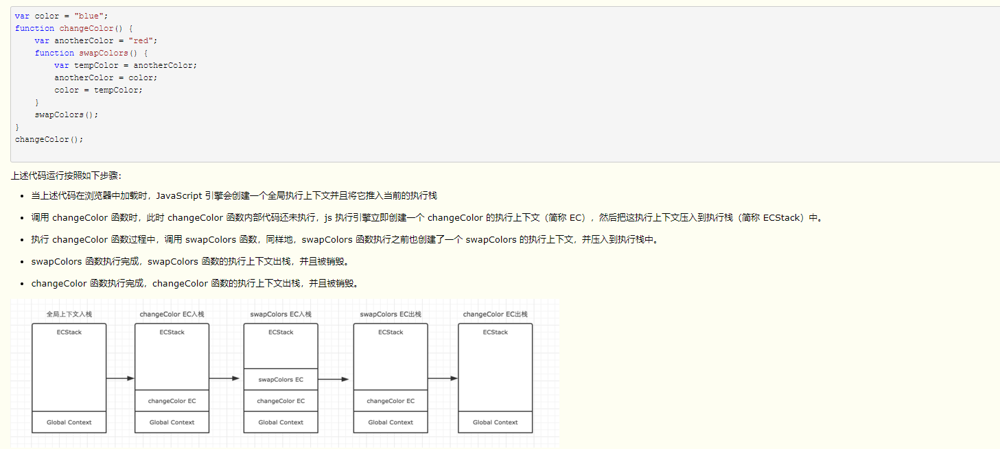 var color = "blue";
function changeColor() {
    var anotherColor = "red";
    function swapColors() {
        var tempColor = anotherColor;
        anotherColor = color;
        color = tempColor;
    }
    swapColors();
}
changeColor();
上述代码运行按照如下步骤：
• 当上述代码在浏览器中加载时，JavaScript 引擎会创建一个全局执行上下文并且将它推入当前的执行栈
• 调用 changeColor 函数时，此时 changeColor 函数内部代码还未执行，js 执行引擎立即创建一个 changeColor 的执行上下文（简称 EC），然后把这执行上下文压入到执行栈（简称 ECStack）中。
• 执行 changeColor 函数过程中，调用 swapColors 函数，同样地，swapColors 函数执行之前也创建了一个 swapColors 的执行上下文，并压入到执行栈中。
• swapColors 函数执行完成，swapColors 函数的执行上下文出栈，并且被销毁。
• changeColor 函数执行完成，changeColor 函数的执行上下文出栈，并且被销毁。
全局上下文入栈
ECStack
Global Context
changeColor EC入栈
ECStack
changeColor EC
Global Context
swapColors EC入栈
ECStack
swapColors EC
changeColor EC
Global Context
swapColors EC出栈
ECStack
changeColor EC
Global Context
changeColor EC出栈
ECStack
Global Context